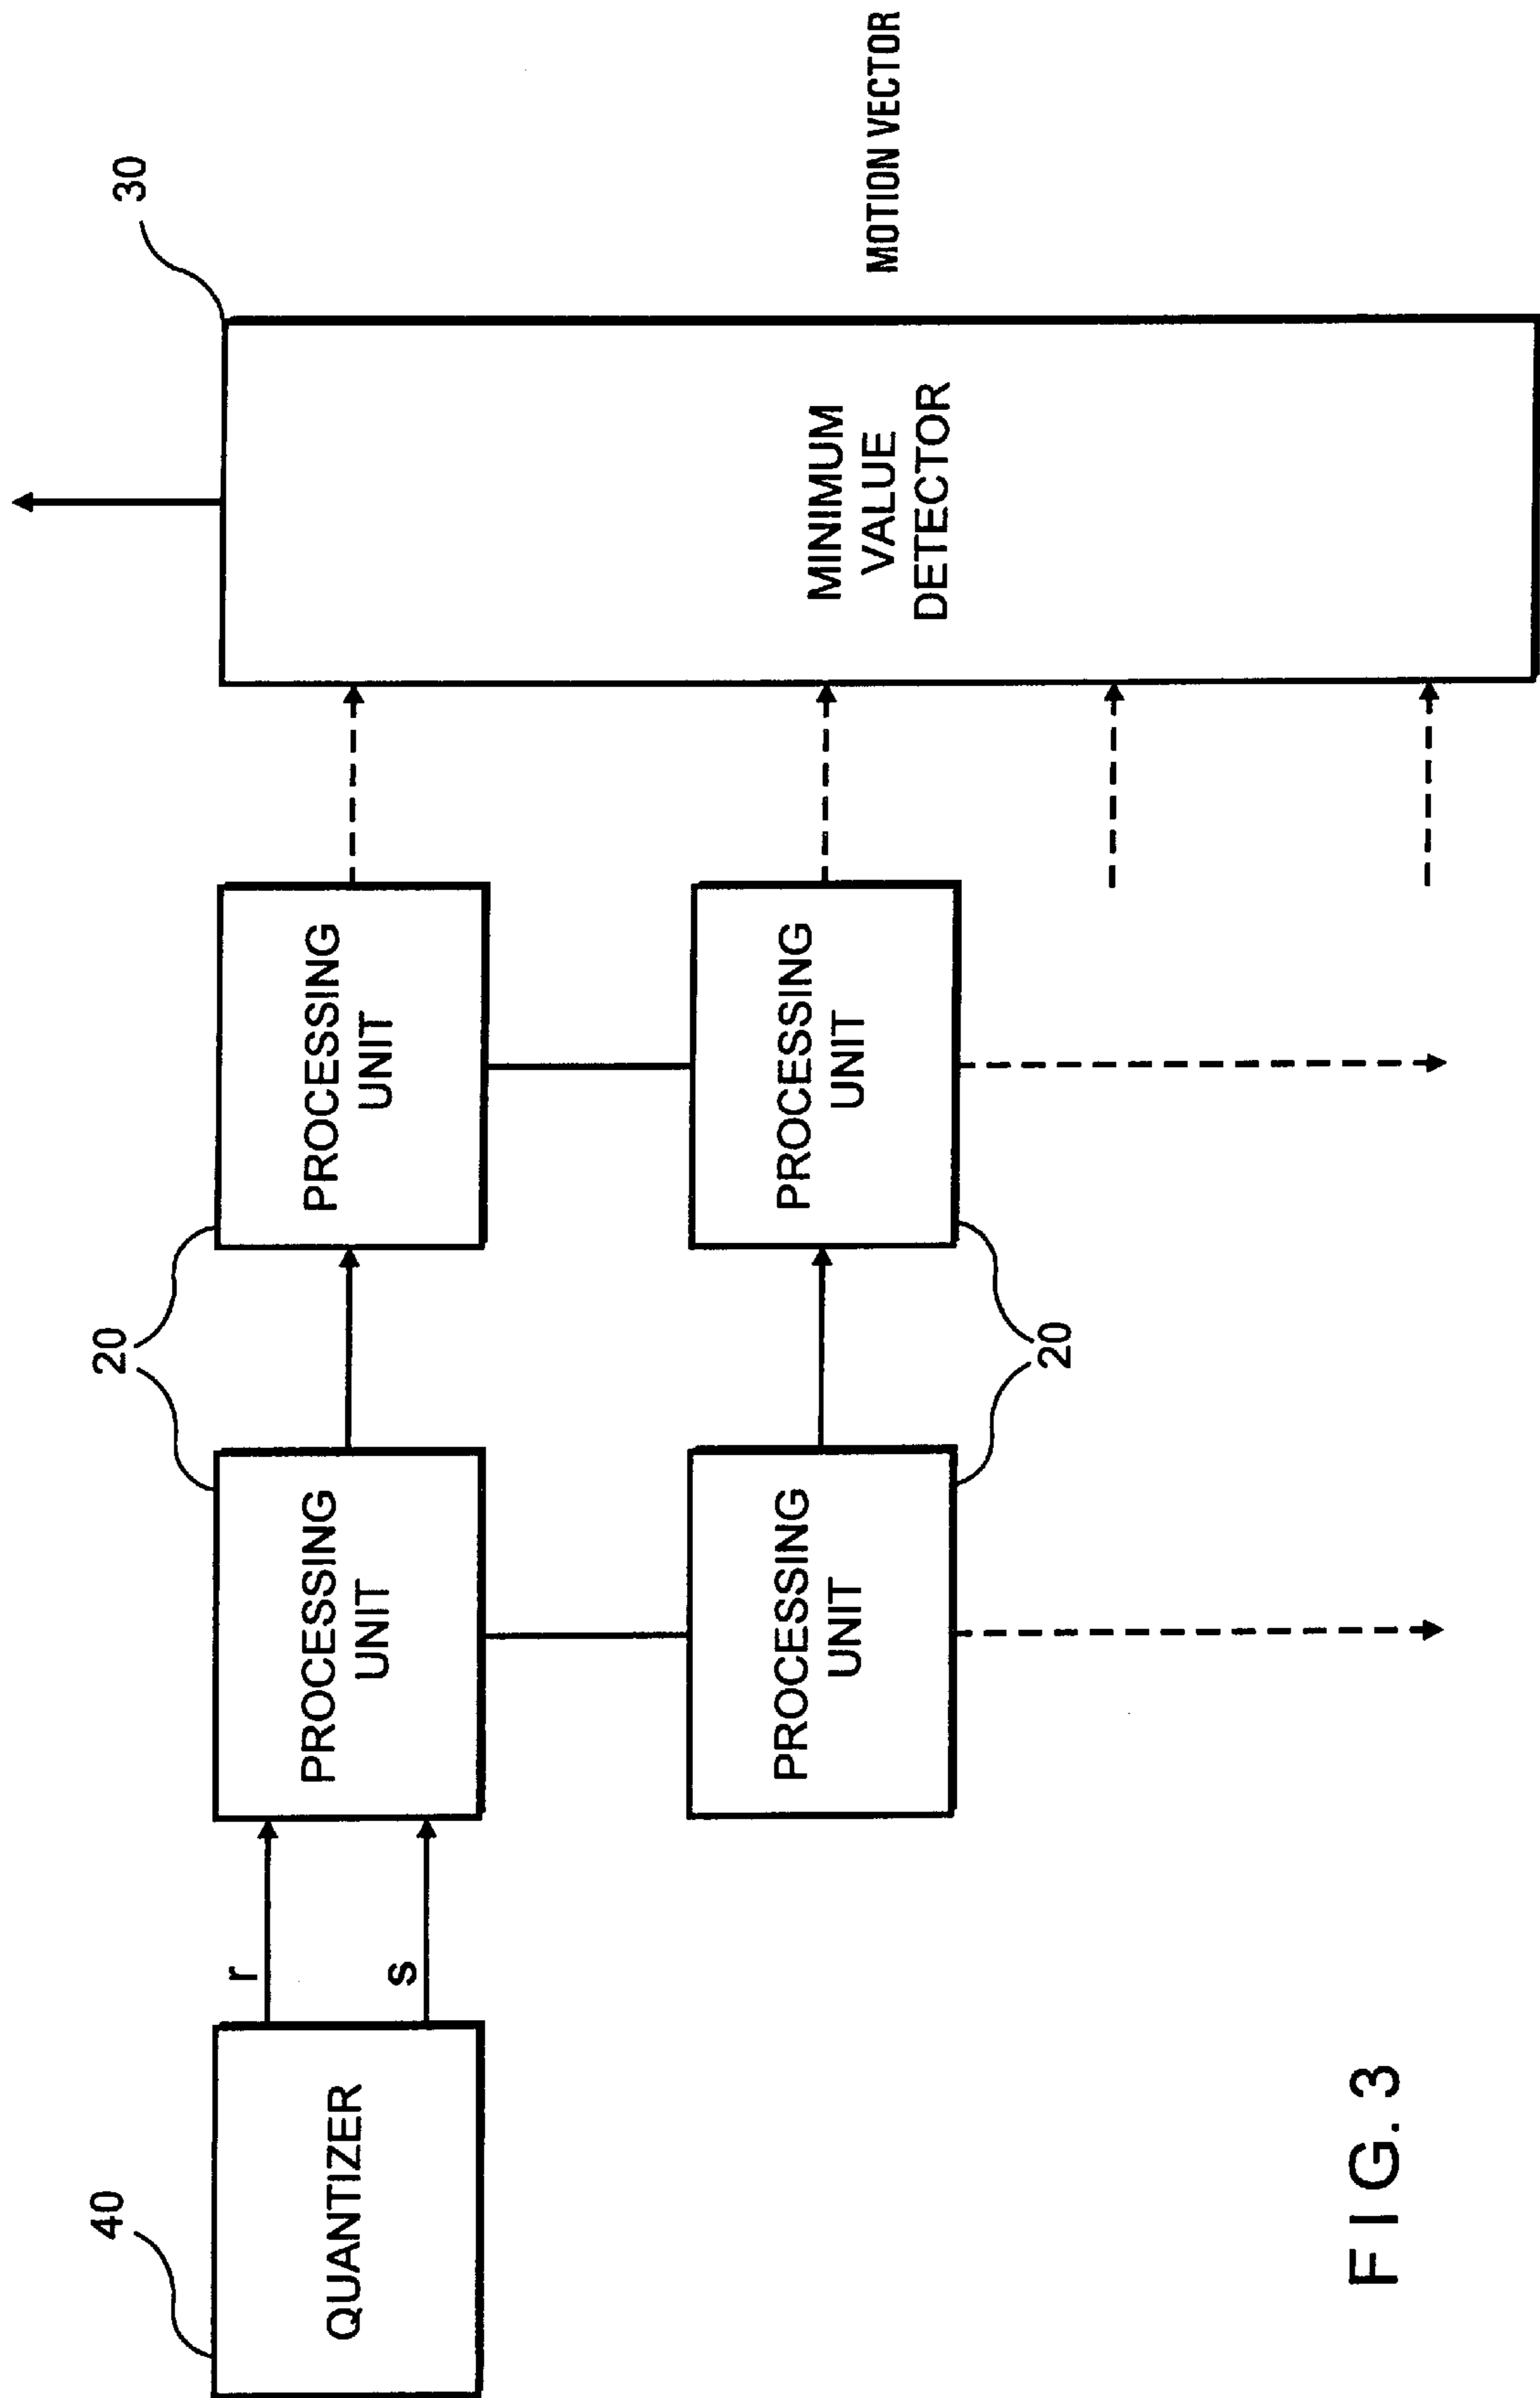 40
QUANTIZER
r
s
20
PROCESSING
UNIT
PROCESSING
UNIT
PROCESSING
UNIT
PROCESSING
UNIT
20
30
MINIMUM
VALUE
DETECTOR
MOTION VECTOR
FIG. 3